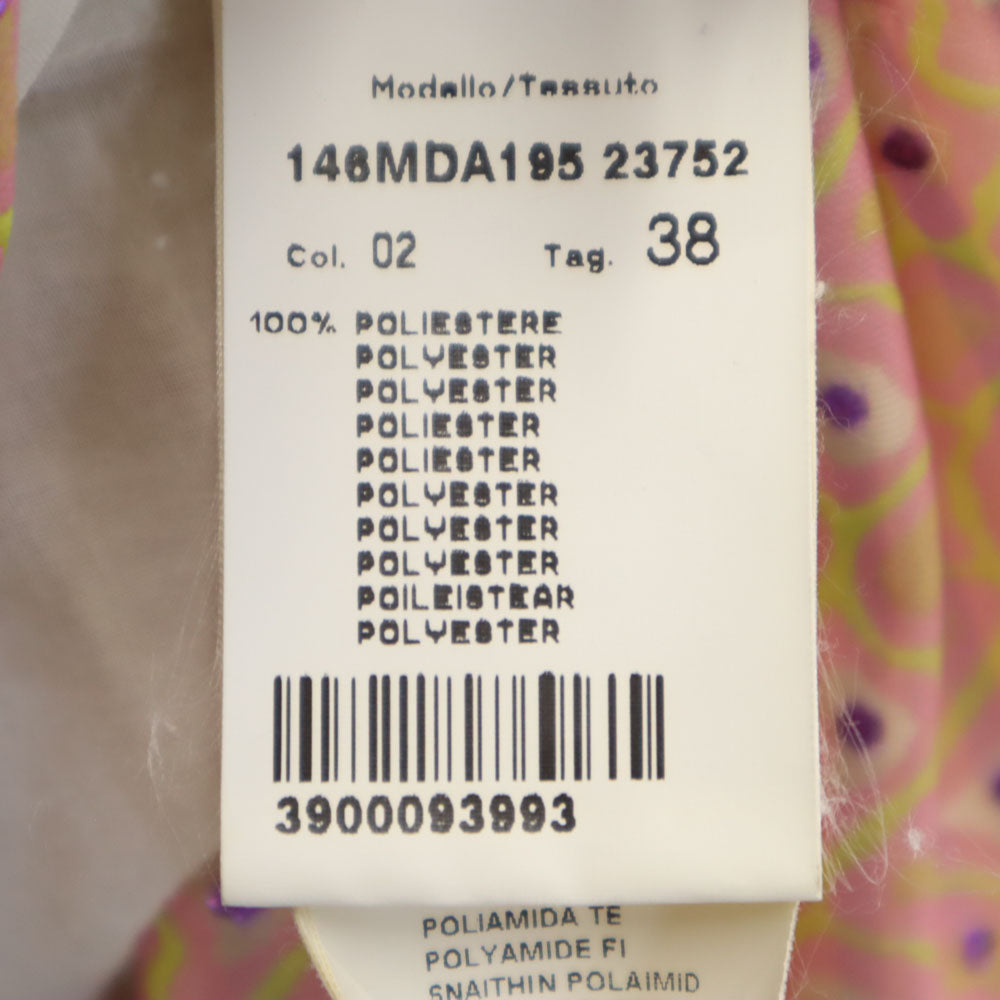 Modello/Tessuto
146MDA195 23752
Col. 02 Tag. 38
100% POLIESTERE
POLYESTER
POLYESTER
POLIESTER
POLIESTER
POLYESTER
POLYESTER
POLYESTER
POILEISTEAR
POLYESTER
3900093993
POLIAMIDA TE
POLYAMIDE FI
SNAITHIN POLAIMID